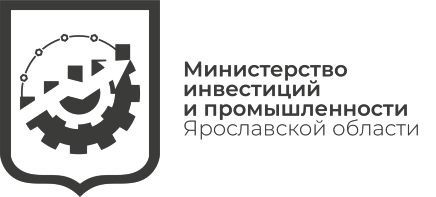 Министерство
инвестиций
и промышленности
Ярославской области